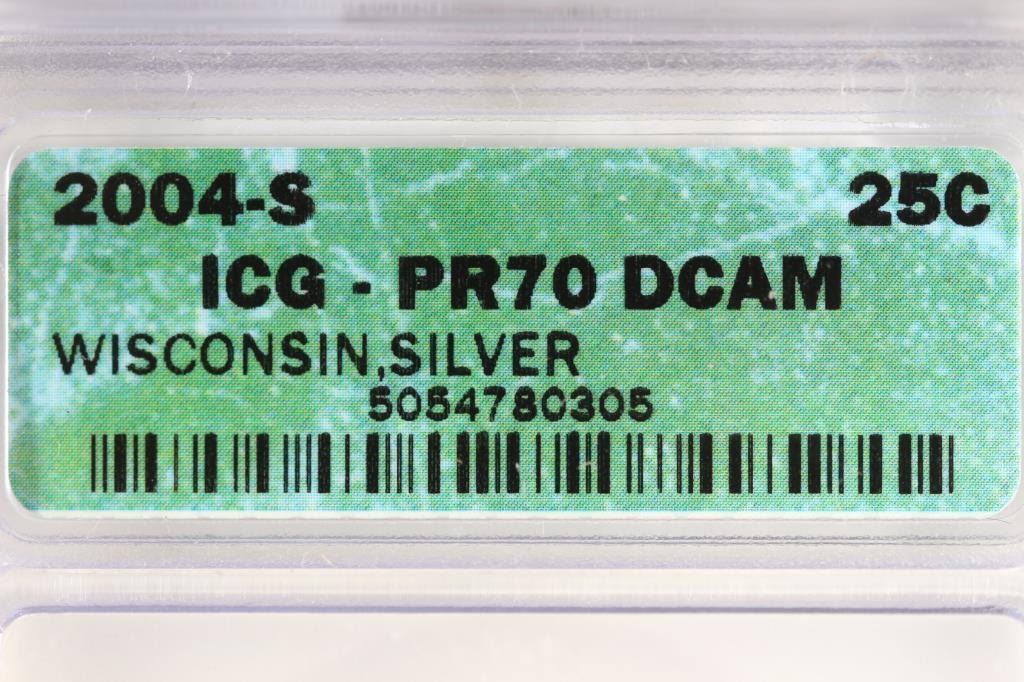 2004-S 25C
ICG - PR70 DCAM
WISCONSIN,SILVER
5054780305